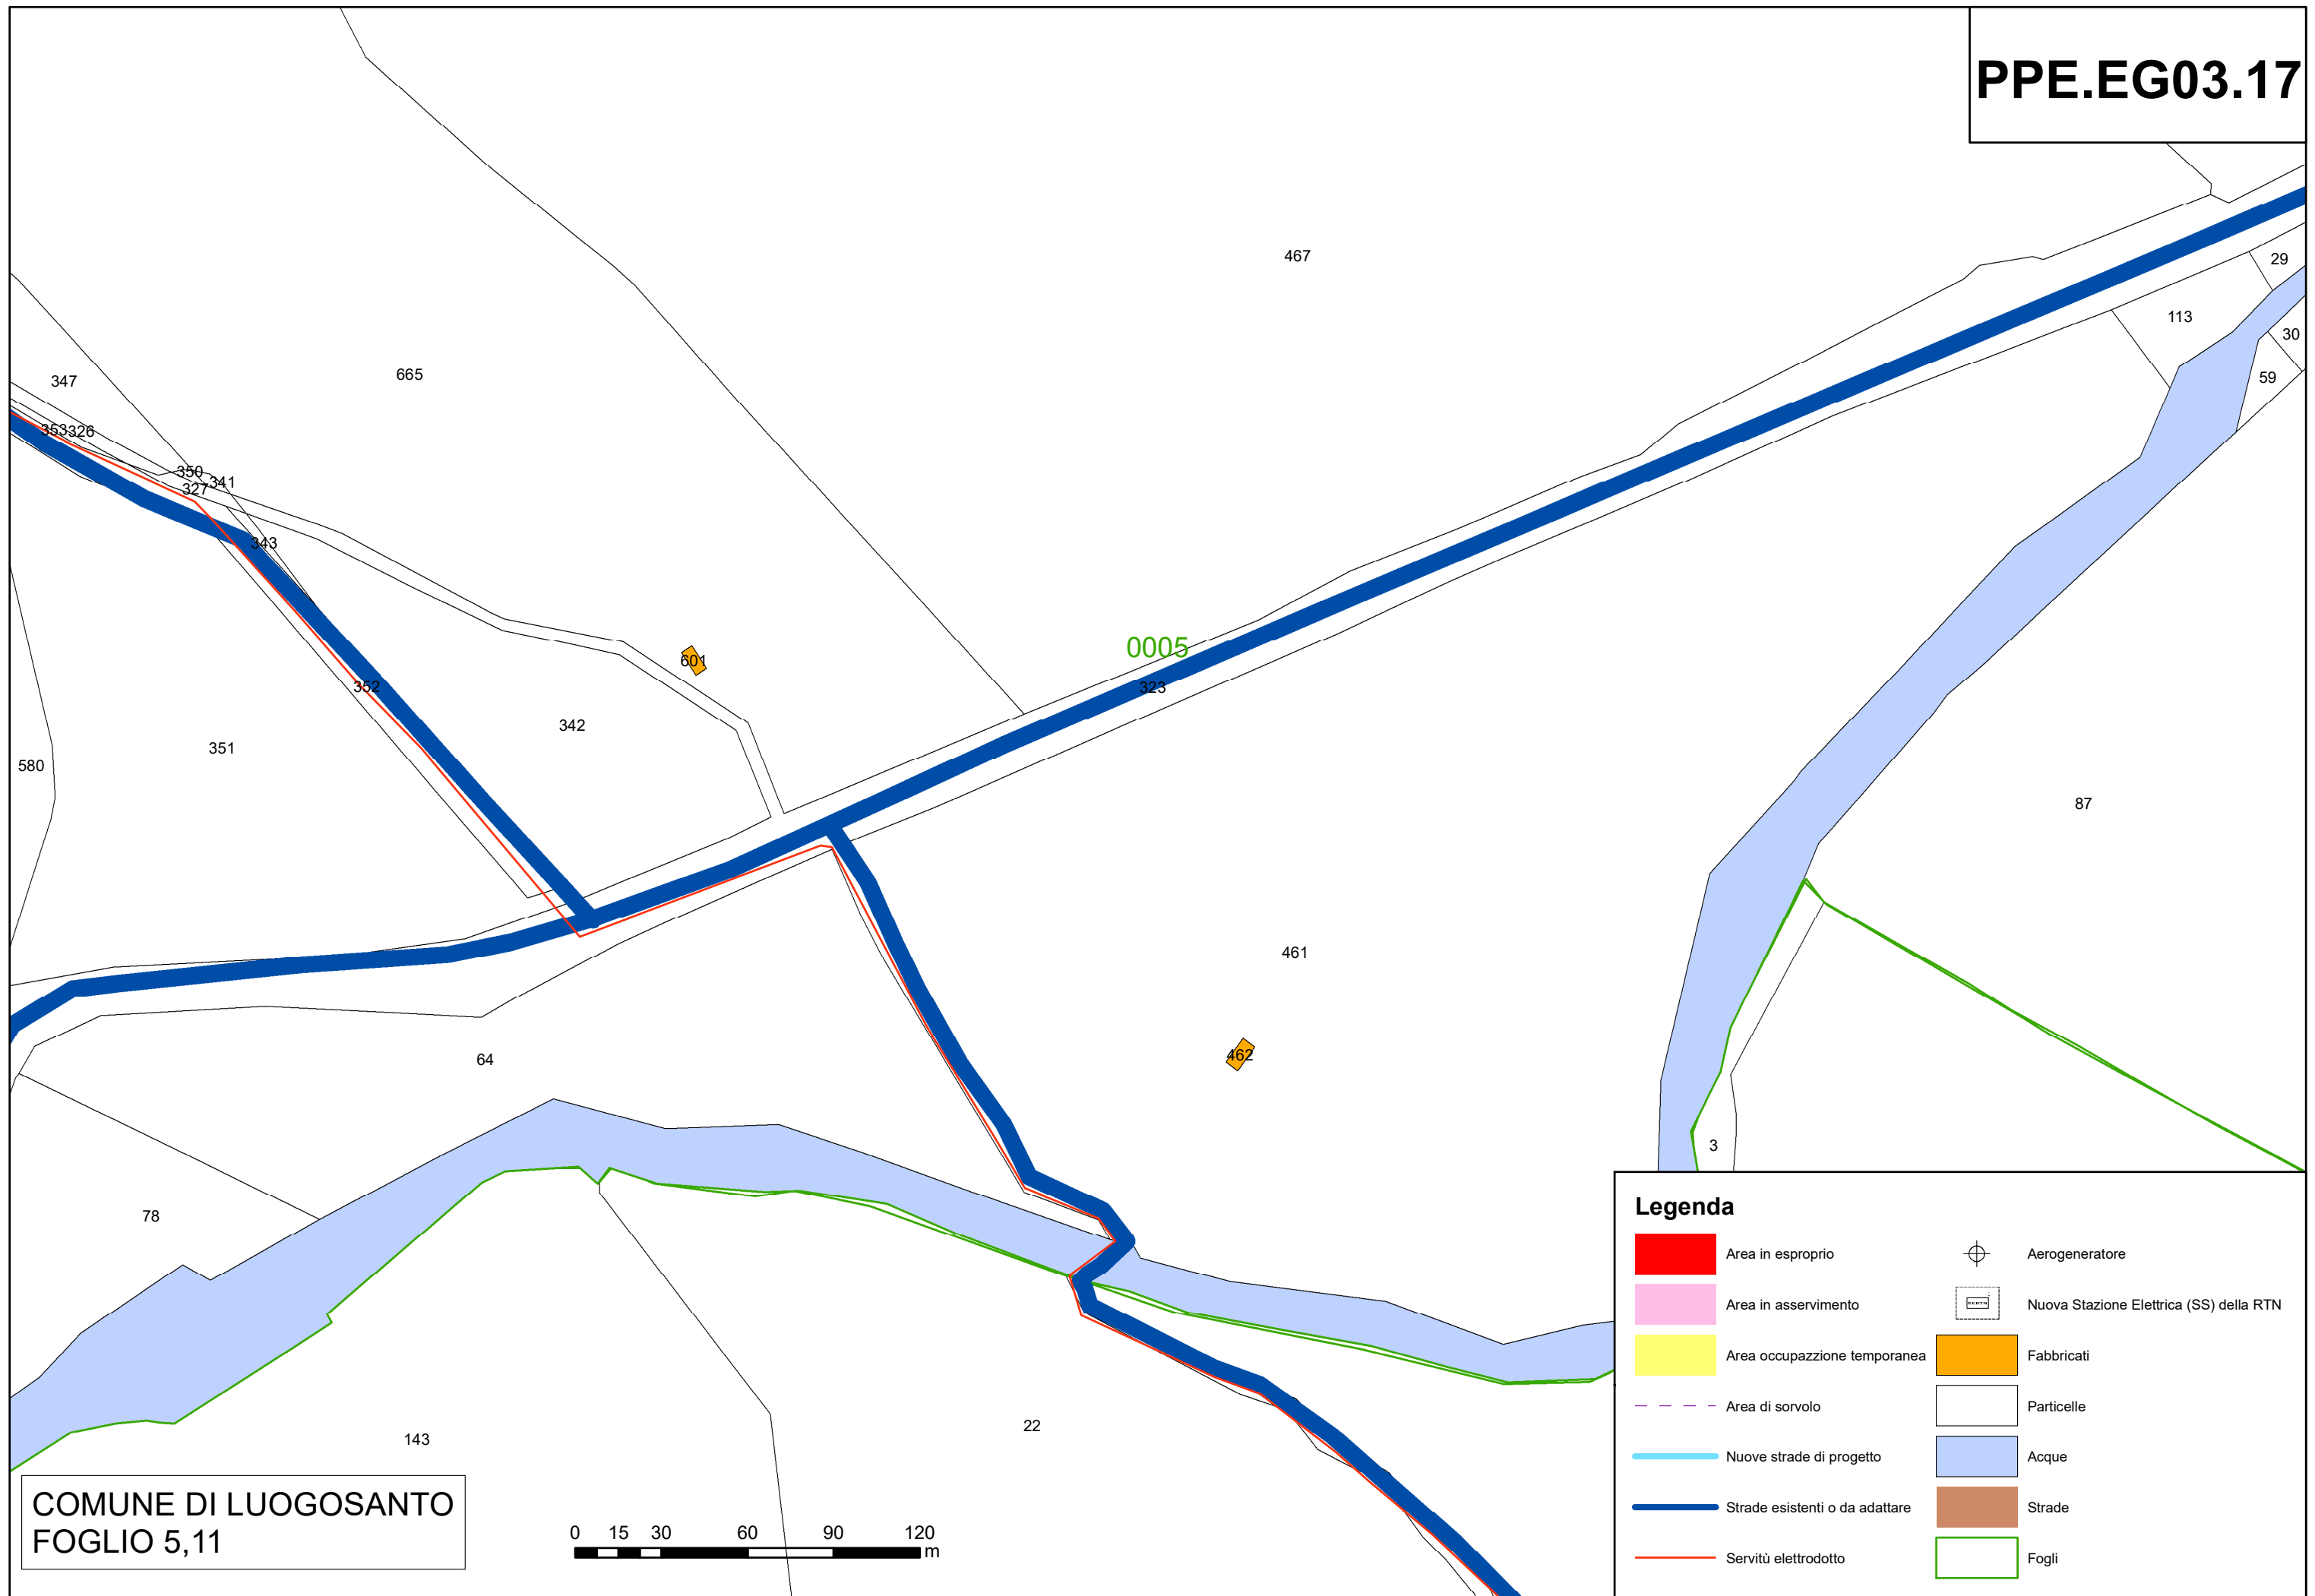 PPE.EG03.17
467
29
113
30
59
665
347
353
326
350
341
327
343
0005
323
601
352
342
351
580
87
461
462
64
3
78
22
143
COMUNE DI LUOGOSANTO
FOGLIO 5,11
0 15 30 60 90 120
m
Legenda
Area in esproprio
Area in asservimento
Area occupazzione temporanea
Area di sorvolo
Nuove strade di progetto
Strade esistenti o da adattare
Servitù elettrodotto
Aerogeneratore
Nuova Stazione Elettrica (SS) della RTN
Fabbricati
Particelle
Acque
Strade
Fogli